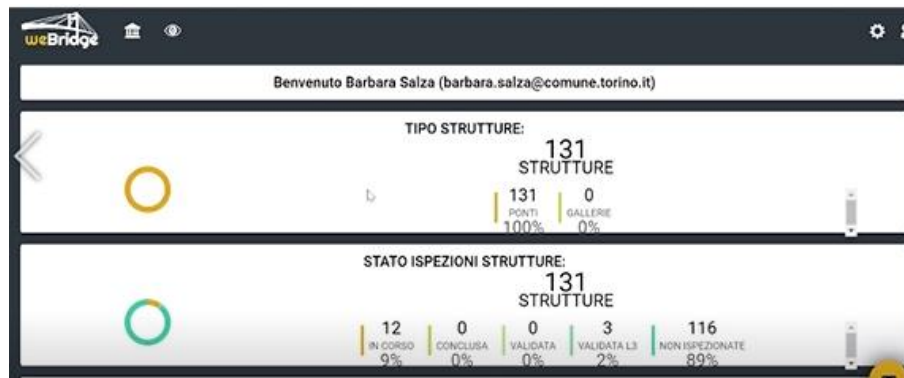 weBridge
Benvenuto Barbara Salza (barbara.salza@comune.torino.it)
TIPO STRUTTURE:
131
STRUTTURE
131 0
PONTI GALLERIE
100% 0%
STATO ISPEZIONI STRUTTURE:
131
STRUTTURE
12 0 0 3 116
IN CORSO CONCLUSA VALIDATA VALIDATA L3 NON ISPEZIONATE
9% 0% 0% 2% 89%